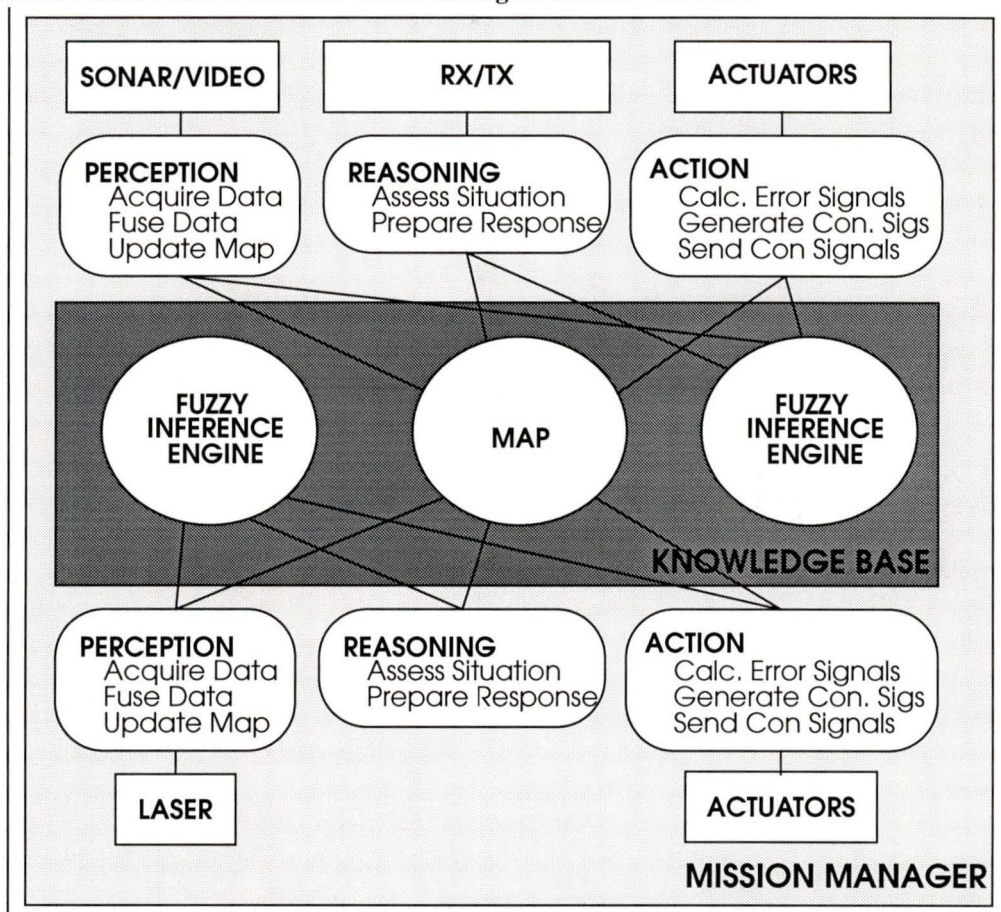 SONAR/VIDEO
RX/TX
ACTUATORS
PERCEPTION
Acquire Data
Fuse Data
Update Map
REASONING
Assess Situation
Prepare Response
ACTION
Calc. Error Signals
Generate Con. Sigs
Send Con Signals
FUZZY
INFERENCE
ENGINE
MAP
FUZZY
INFERENCE
ENGINE
KNOWLEDGE BASE
PERCEPTION
Acquire Data
Fuse Data
Update Map
REASONING
Assess Situation
Prepare Response
ACTION
Calc. Error Signals
Generate Con. Sigs
Send Con Signals
LASER
ACTUATORS
MISSION MANAGER